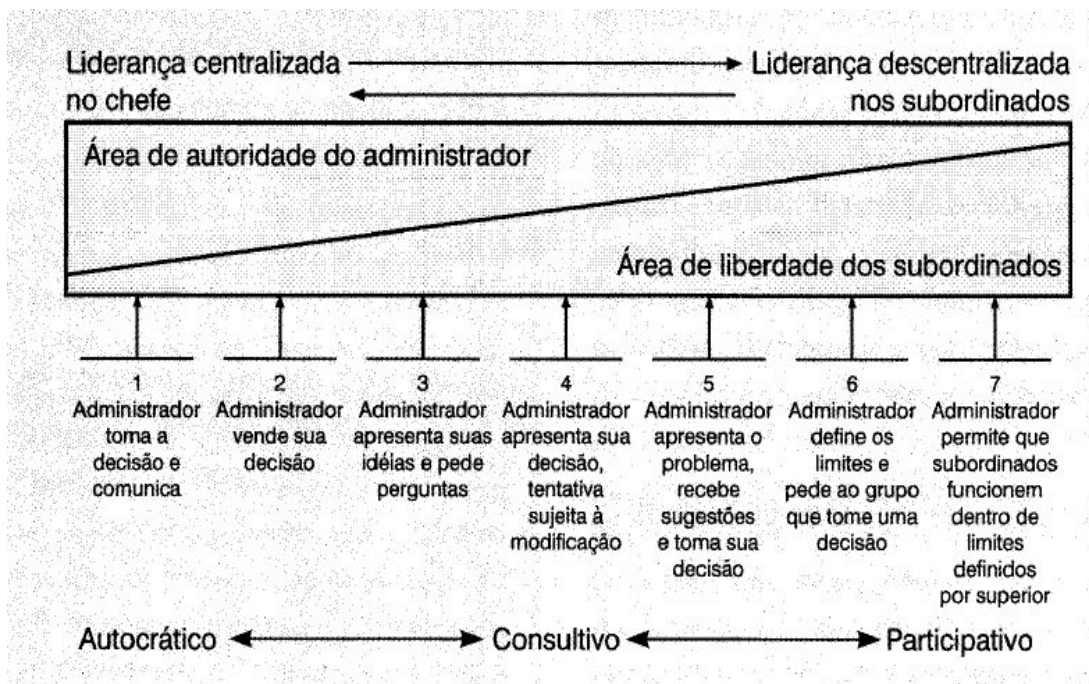 Liderança centralizada
no chefe
Liderança descentralizada
nos subordinados
Área de autoridade do administrador
Área de liberdade dos subordinados
1
Administrador
toma a
decisão e
comunica
2
Administrador
vende sua
decisão
3
Administrador
apresenta suas
idéias e pede
perguntas
4
Administrador
apresenta sua
decisão,
tentativa
sujeita à
modificação
5
Administrador
apresenta o
problema,
recebe
sugestões
e toma sua
decisão
6
Administrador
define os
limites e
pede ao grupo
que tome uma
decisão
7
Administrador
permite que
subordinados
funcionem
dentro de
limites
definidos
por superior
Autocrático
Consultivo
Participativo